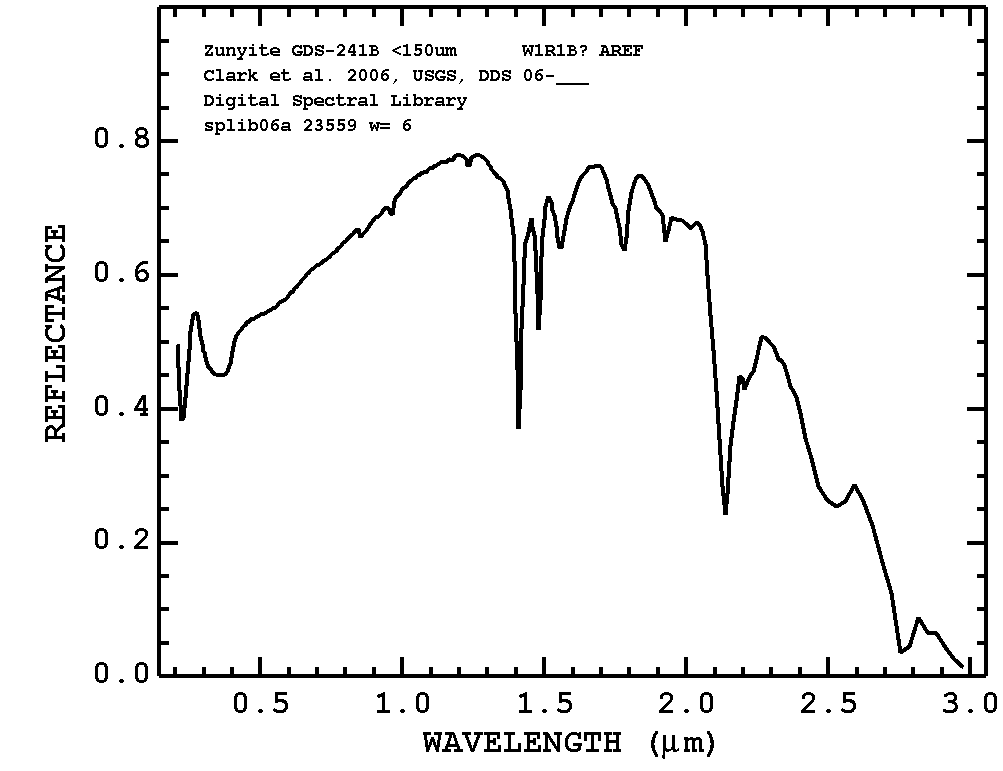 Zunyite GDS-241B <150um W1R1B? AREF
Clark et al. 2006, USGS, DDS 06-___
Digital Spectral Library
splib06a 23559 w= 6
REFLECTANCE
0.8
0.6
0.4
0.2
0.0
0.5 1.0 1.5 2.0 2.5 3.0
WAVELENGTH (μm)